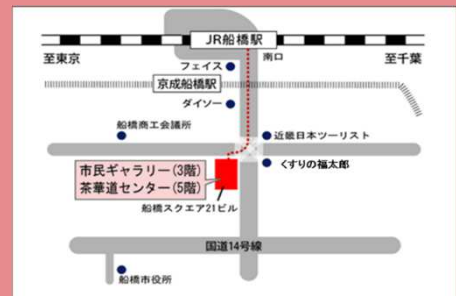 JR船橋駅
至東京
南口
至千葉
フェイス
京成船橋駅
ダイソー
船橋商工会議所
近畿日本ツーリスト
くすりの福太郎
市民ギャラリー(3階)
茶華道センター(5階)
船橋スクエア21ビル
国道14号線
船橋市役所